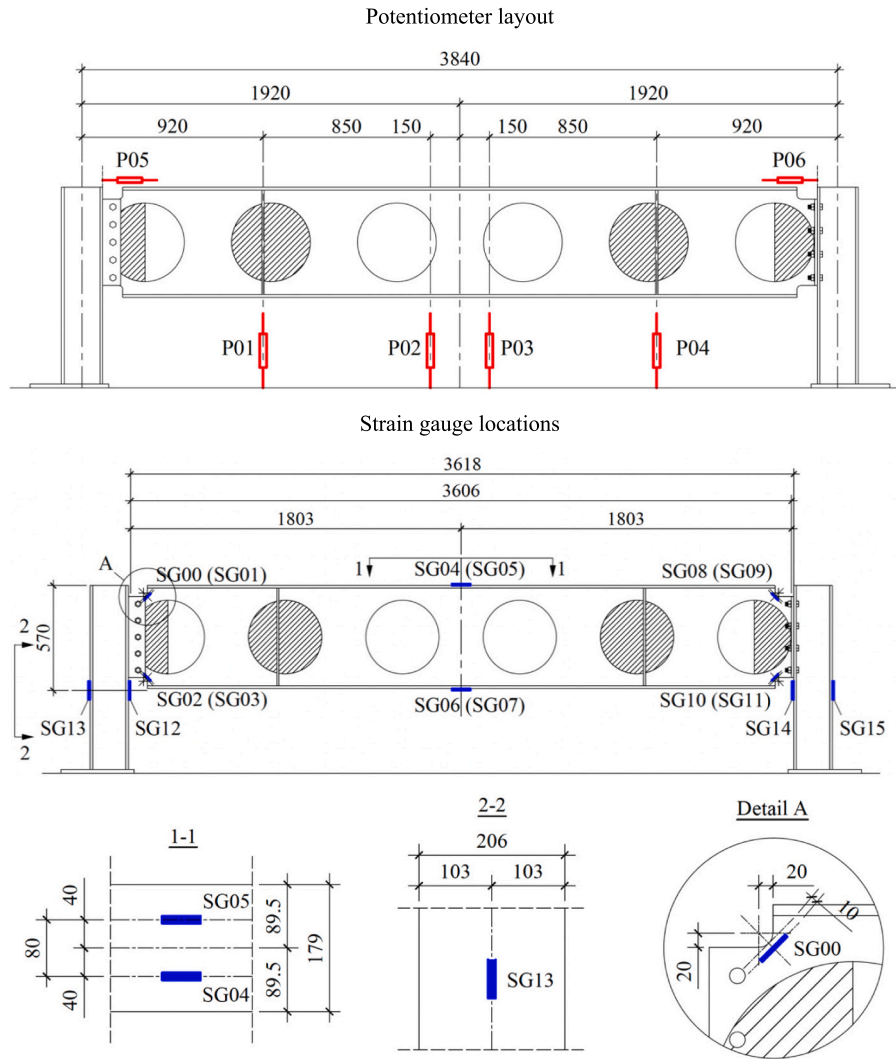 Potentiometer layout
3840
1920 1920
920 850 150 150 850 920
P05 P06
P01 P02 P03 P04
Strain gauge locations
3618
3606
1803 1803
A SG00 (SG01) 1 SG04 (SG05) 1 SG08 (SG09)
2
570
SG02 (SG03) SG06 (SG07) SG10 (SG11)
SG13 SG12 SG14 SG15
2
1-1
40
80
40
SG05
SG04
89.5
89.5
179
2-2
206
103 103
SG13
Detail A
20
10
SG00
20